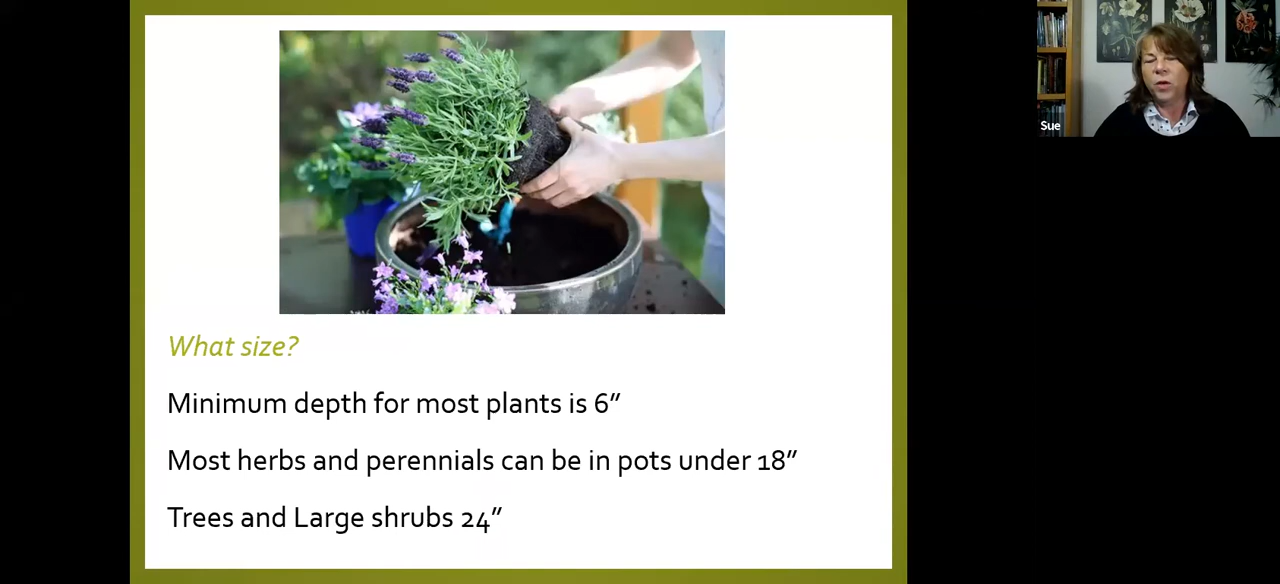 What size?
Minimum depth for most plants is 6”
Most herbs and perennials can be in pots under 18”
Trees and Large shrubs 24”
Sue